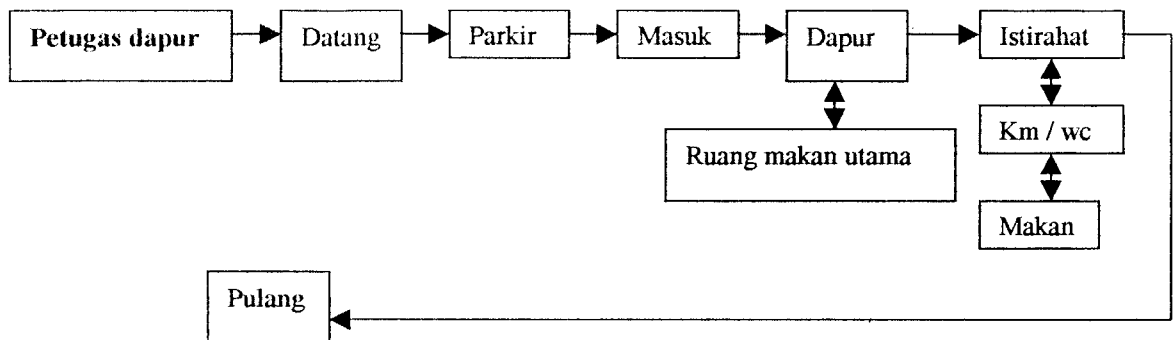 Petugas dapur
Datang
Parkir
Masuk
Dapur
Istirahat
Ruang makan utama
Km / wc
Makan
Pulang